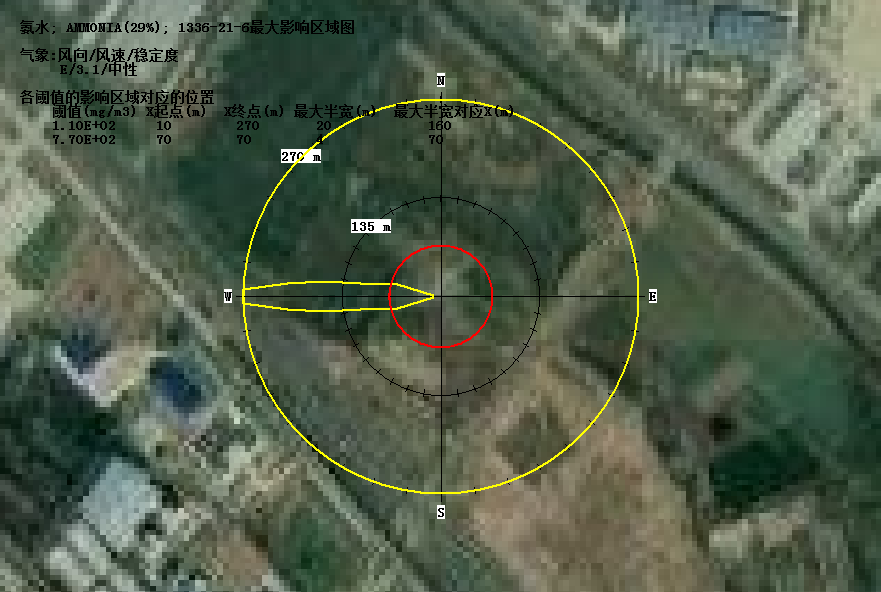 氨水; AMMONIA(29%); 1336-21-6最大影响区域图
气象:风向/风速/稳定度
E/3.1/中性
各阈值的影响区域对应的位置
阈值(mg/m3) X起点(m) X终点(m) 最大半宽(m) 最大半宽对应X(m)
1.10E+02 10 270 20 160
7.70E+02 70 70 4 70
N
270 m
135 m
W
E
S